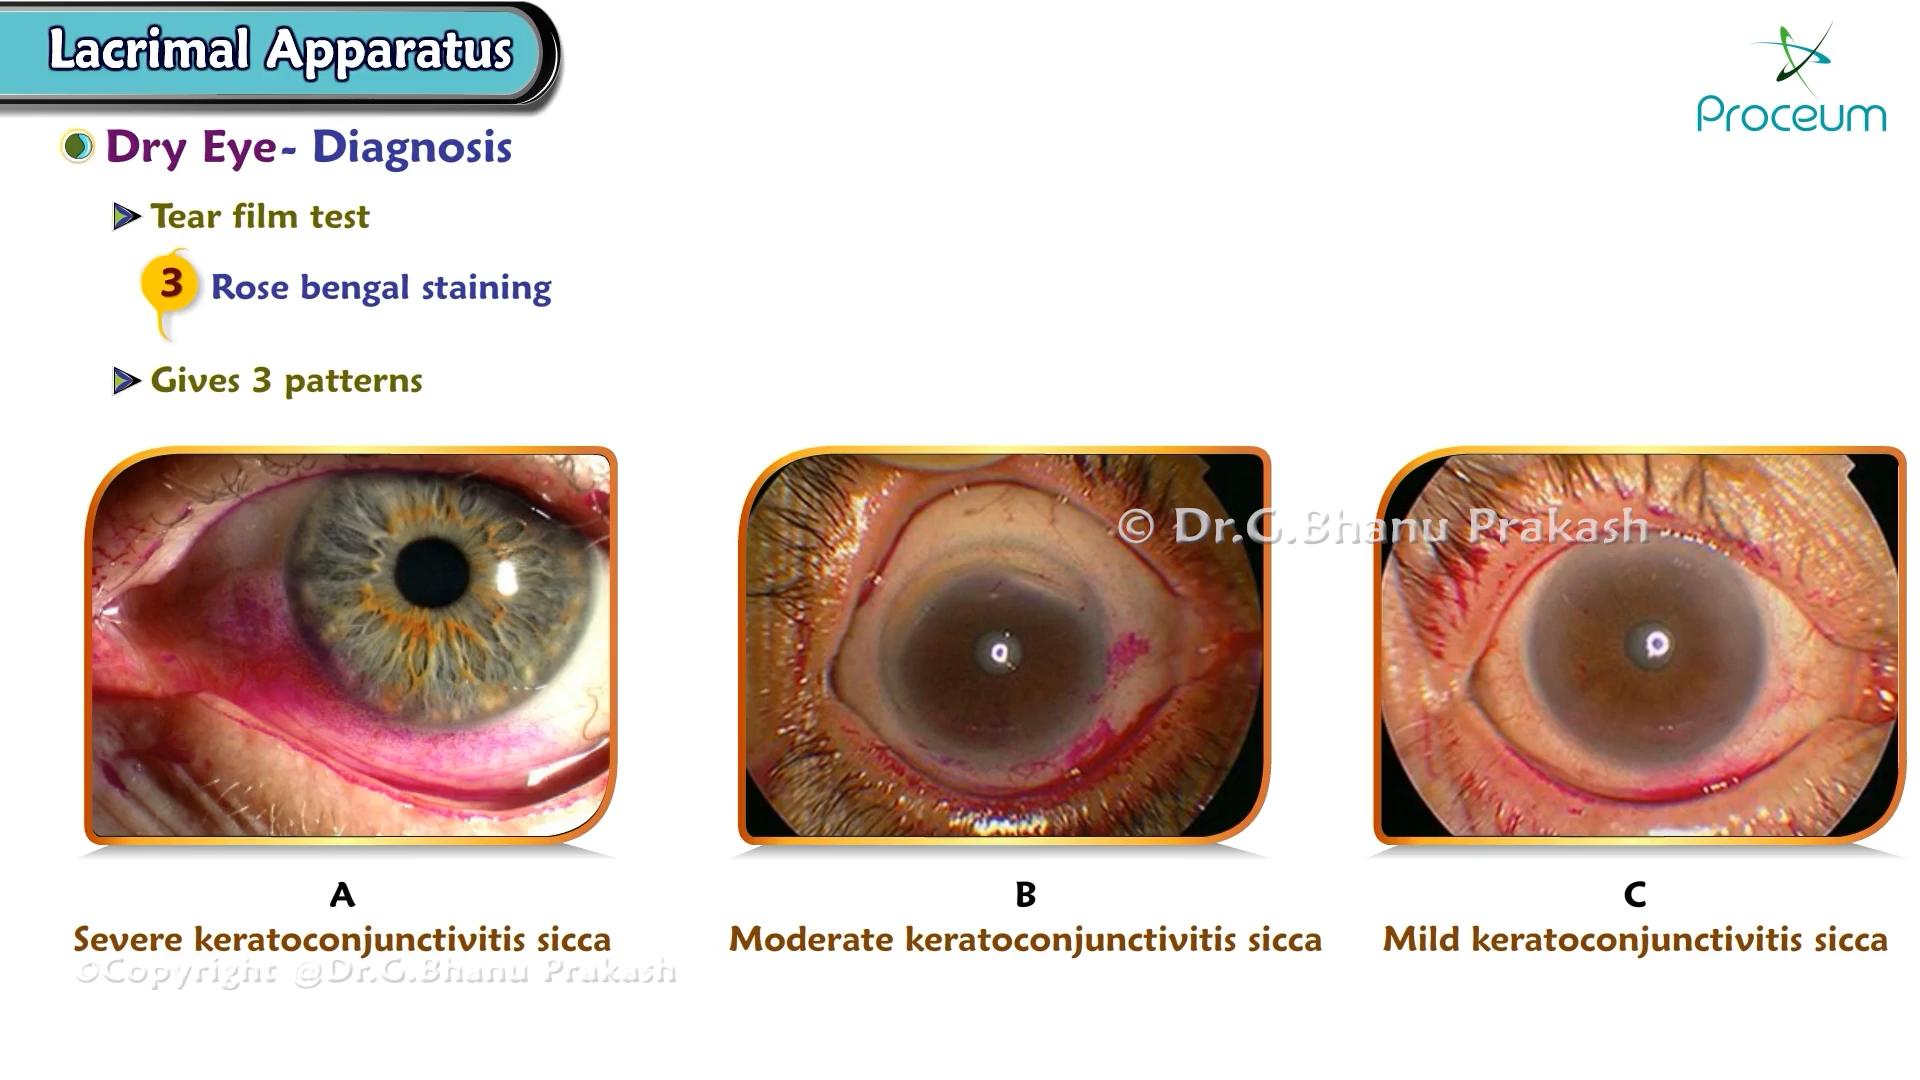 Lacrimal Apparatus
Proceum
Dry Eye- Diagnosis
Tear film test
3 Rose bengal staining
Gives 3 patterns
© Dr.G.Bhanu Prakash
A
B
C
Severe keratoconjunctivitis sicca
Moderate keratoconjunctivitis sicca
Mild keratoconjunctivitis sicca
©Copyright @Dr.G.Bhanu Prakash